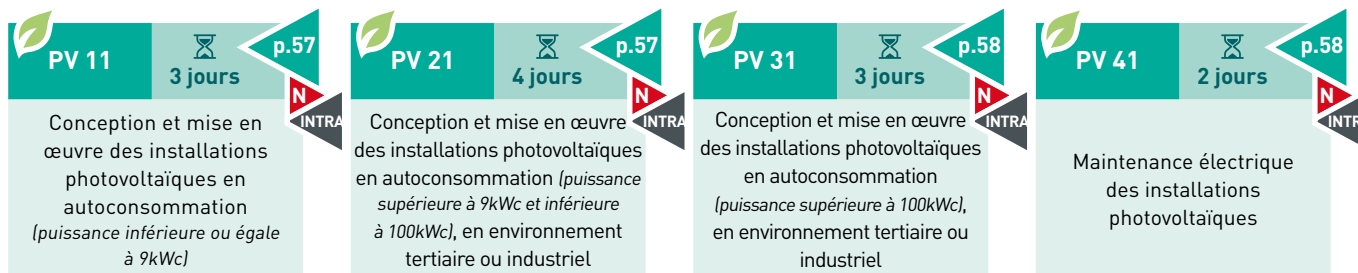 PV 11
3 jours
p.57
N
INTRA
Conception et mise en
œuvre des installations
photovoltaïques en
autoconsommation
(puissance inférieure ou égale
à 9kWc)
PV 21
4 jours
p.57
N
INTRA
Conception et mise en œuvre
des installations photovoltaïques
en autoconsommation (puissance
supérieure à 9kWc et inférieure
à 100kWc), en environnement
tertiaire ou industriel
PV 31
3 jours
p.58
N
INTRA
Conception et mise en œuvre
des installations photovoltaïques
en autoconsommation
(puissance supérieure à 100kWc),
en environnement tertiaire ou
industriel
PV 41
2 jours
p.58
N
INTRA
Maintenance électrique
des installations
photovoltaïques